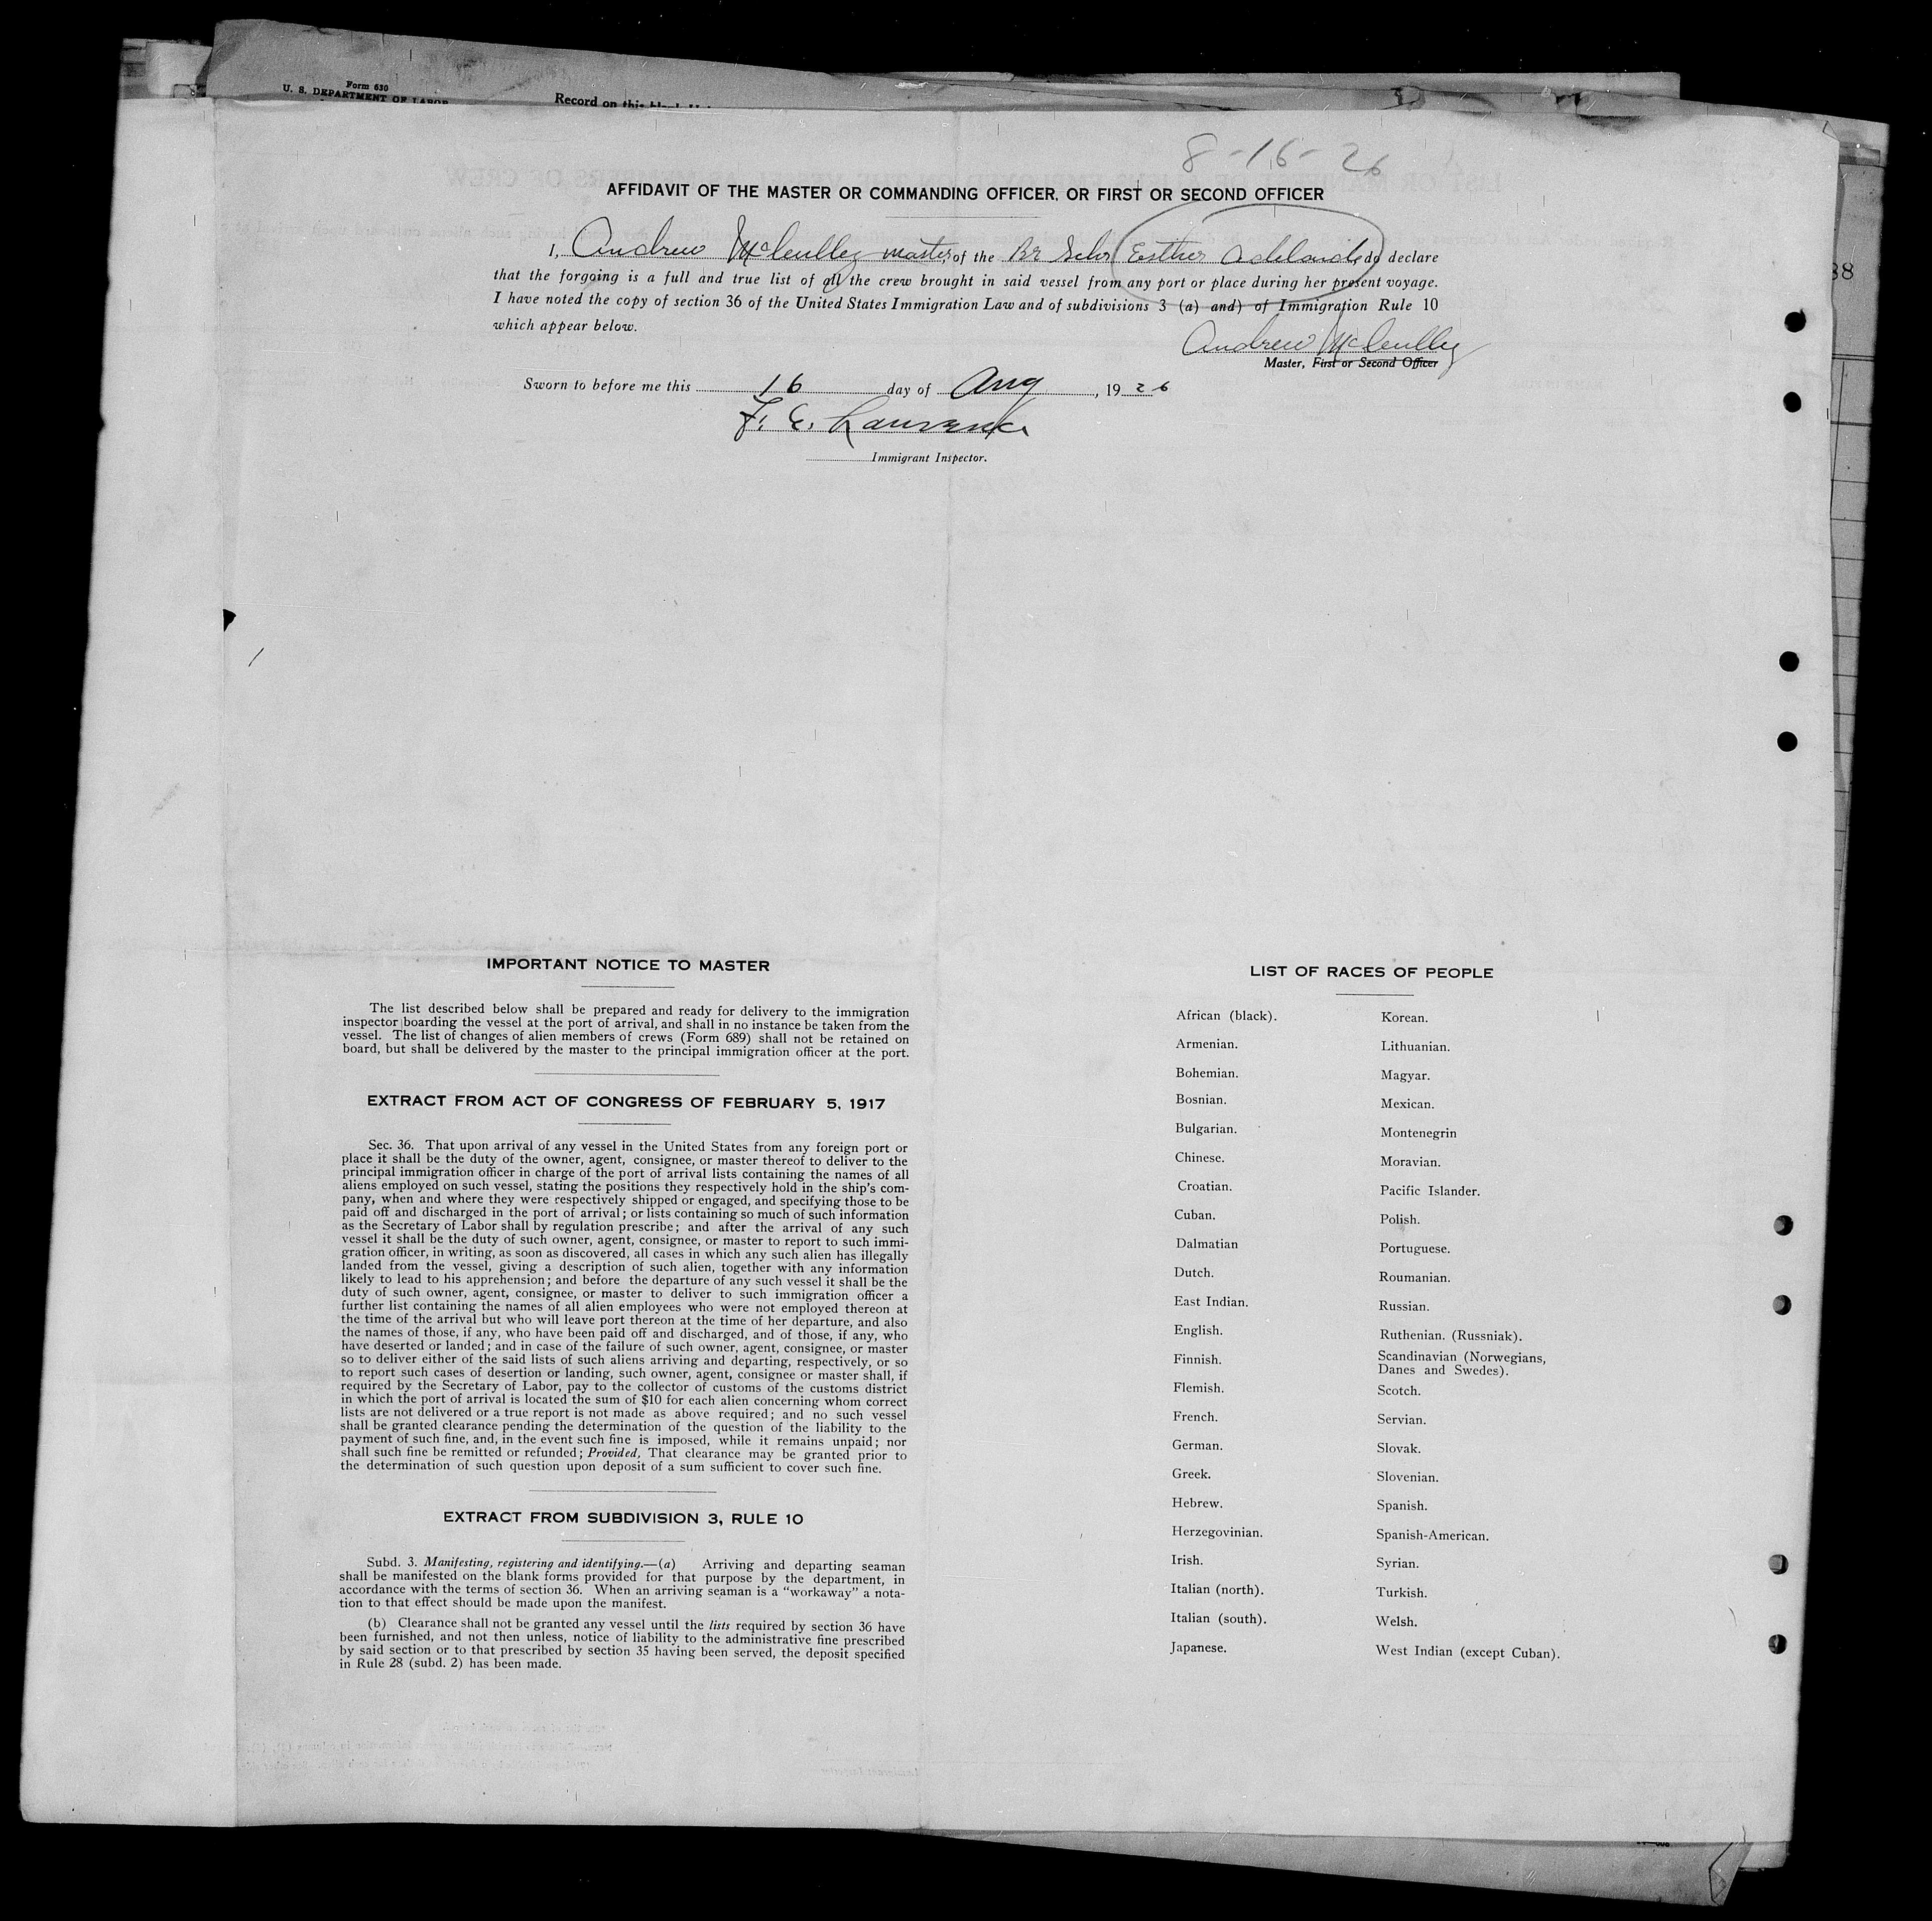 Form 630
U. S. DEPARTMENT OF LABOR
Record on this
8-16-26
AFFIDAVIT OF THE MASTER OR COMMANDING OFFICER, OR FIRST OR SECOND OFFICER
I, Andrew McCulley master, of the Br Schr Esther Adelaide, do declare
that the forgoing is a full and true list of all the crew brought in said vessel from any port or place during her present voyage.
I have noted the copy of section 36 of the United States Immigration Law and of subdivisions 3 (a) and) of Immigration Rule 10
which appear below.
Andrew McCulley
Master, First or Second Officer
Sworn to before me this 16 day of Aug, 1926
F. E. Lawrence
Immigrant Inspector.
38
IMPORTANT NOTICE TO MASTER
The list described below shall be prepared and ready for delivery to the immigration
inspector boarding the vessel at the port of arrival, and shall in no instance be taken from the
vessel. The list of changes of alien members of crews (Form 689) shall not be retained on
board, but shall be delivered by the master to the principal immigration officer at the port.
EXTRACT FROM ACT OF CONGRESS OF FEBRUARY 5, 1917
Sec. 36. That upon arrival of any vessel in the United States from any foreign port or
place it shall be the duty of the owner, agent, consignee, or master thereof to deliver to the
principal immigration officer in charge of the port of arrival lists containing the names of all
aliens employed on such vessel, stating the positions they respectively hold in the ship's com-
pany, when and where they were respectively shipped or engaged, and specifying those to be
paid off and discharged in the port of arrival; or lists containing so much of such information
as the Secretary of Labor shall by regulation prescribe; and after the arrival of any such
vessel it shall be the duty of such owner, agent, consignee, or master to report to such immi-
gration officer, in writing, as soon as discovered, all cases in which any such alien has illegally
landed from the vessel, giving a description of such alien, together with any information
likely to lead to his apprehension; and before the departure of any such vessel it shall be the
duty of such owner, agent, consignee, or master to deliver to such immigration officer a
further list containing the names of all alien employees who were not employed thereon at
the time of the arrival but who will leave port thereon at the time of her departure, and also
the names of those, if any, who have been paid off and discharged, and of those, if any, who
have deserted or landed; and in case of the failure of such owner, agent, consignee, or master
so to deliver either of the said lists of such aliens arriving and departing, respectively, or so
to report such cases of desertion or landing, such owner, agent, consignee or master shall, if
required by the Secretary of Labor, pay to the collector of customs of the customs district
in which the port of arrival is located the sum of $10 for each alien concerning whom correct
lists are not delivered or a true report is not made as above required; and no such vessel
shall be granted clearance pending the determination of the question of the liability to the
payment of such fine, and, in the event such fine is imposed, while it remains unpaid; nor
shall such fine be remitted or refunded; Provided, That clearance may be granted prior to
the determination of such question upon deposit of a sum sufficient to cover such fine.
EXTRACT FROM SUBDIVISION 3, RULE 10
Subd. 3. Manifesting, registering and identifying.—(a) Arriving and departing seaman
shall be manifested on the blank forms provided for that purpose by the department, in
accordance with the terms of section 36. When an arriving seaman is a "workaway" a nota-
tion to that effect should be made upon the manifest.
(b) Clearance shall not be granted any vessel until the lists required by section 36 have
been furnished, and not then unless, notice of liability to the administrative fine prescribed
by said section or to that prescribed by section 35 having been served, the deposit specified
in Rule 28 (subd. 2) has been made.
LIST OF RACES OF PEOPLE
African (black).
Armenian.
Bohemian.
Bosnian.
Bulgarian.
Chinese.
Croatian.
Cuban.
Dalmatian
Dutch.
East Indian.
English.
Finnish.
Flemish.
French.
German.
Greek.
Hebrew.
Herzegovinian.
Irish.
Italian (north).
Italian (south).
Japanese.
Korean.
Lithuanian.
Magyar.
Mexican.
Montenegrin
Moravian.
Pacific Islander.
Polish.
Portuguese.
Roumanian.
Russian.
Ruthenian. (Russniak).
Scandinavian (Norwegians,
Danes and Swedes).
Scotch.
Servian.
Slovak.
Slovenian.
Spanish.
Spanish-American.
Syrian.
Turkish.
Welsh.
West Indian (except Cuban).